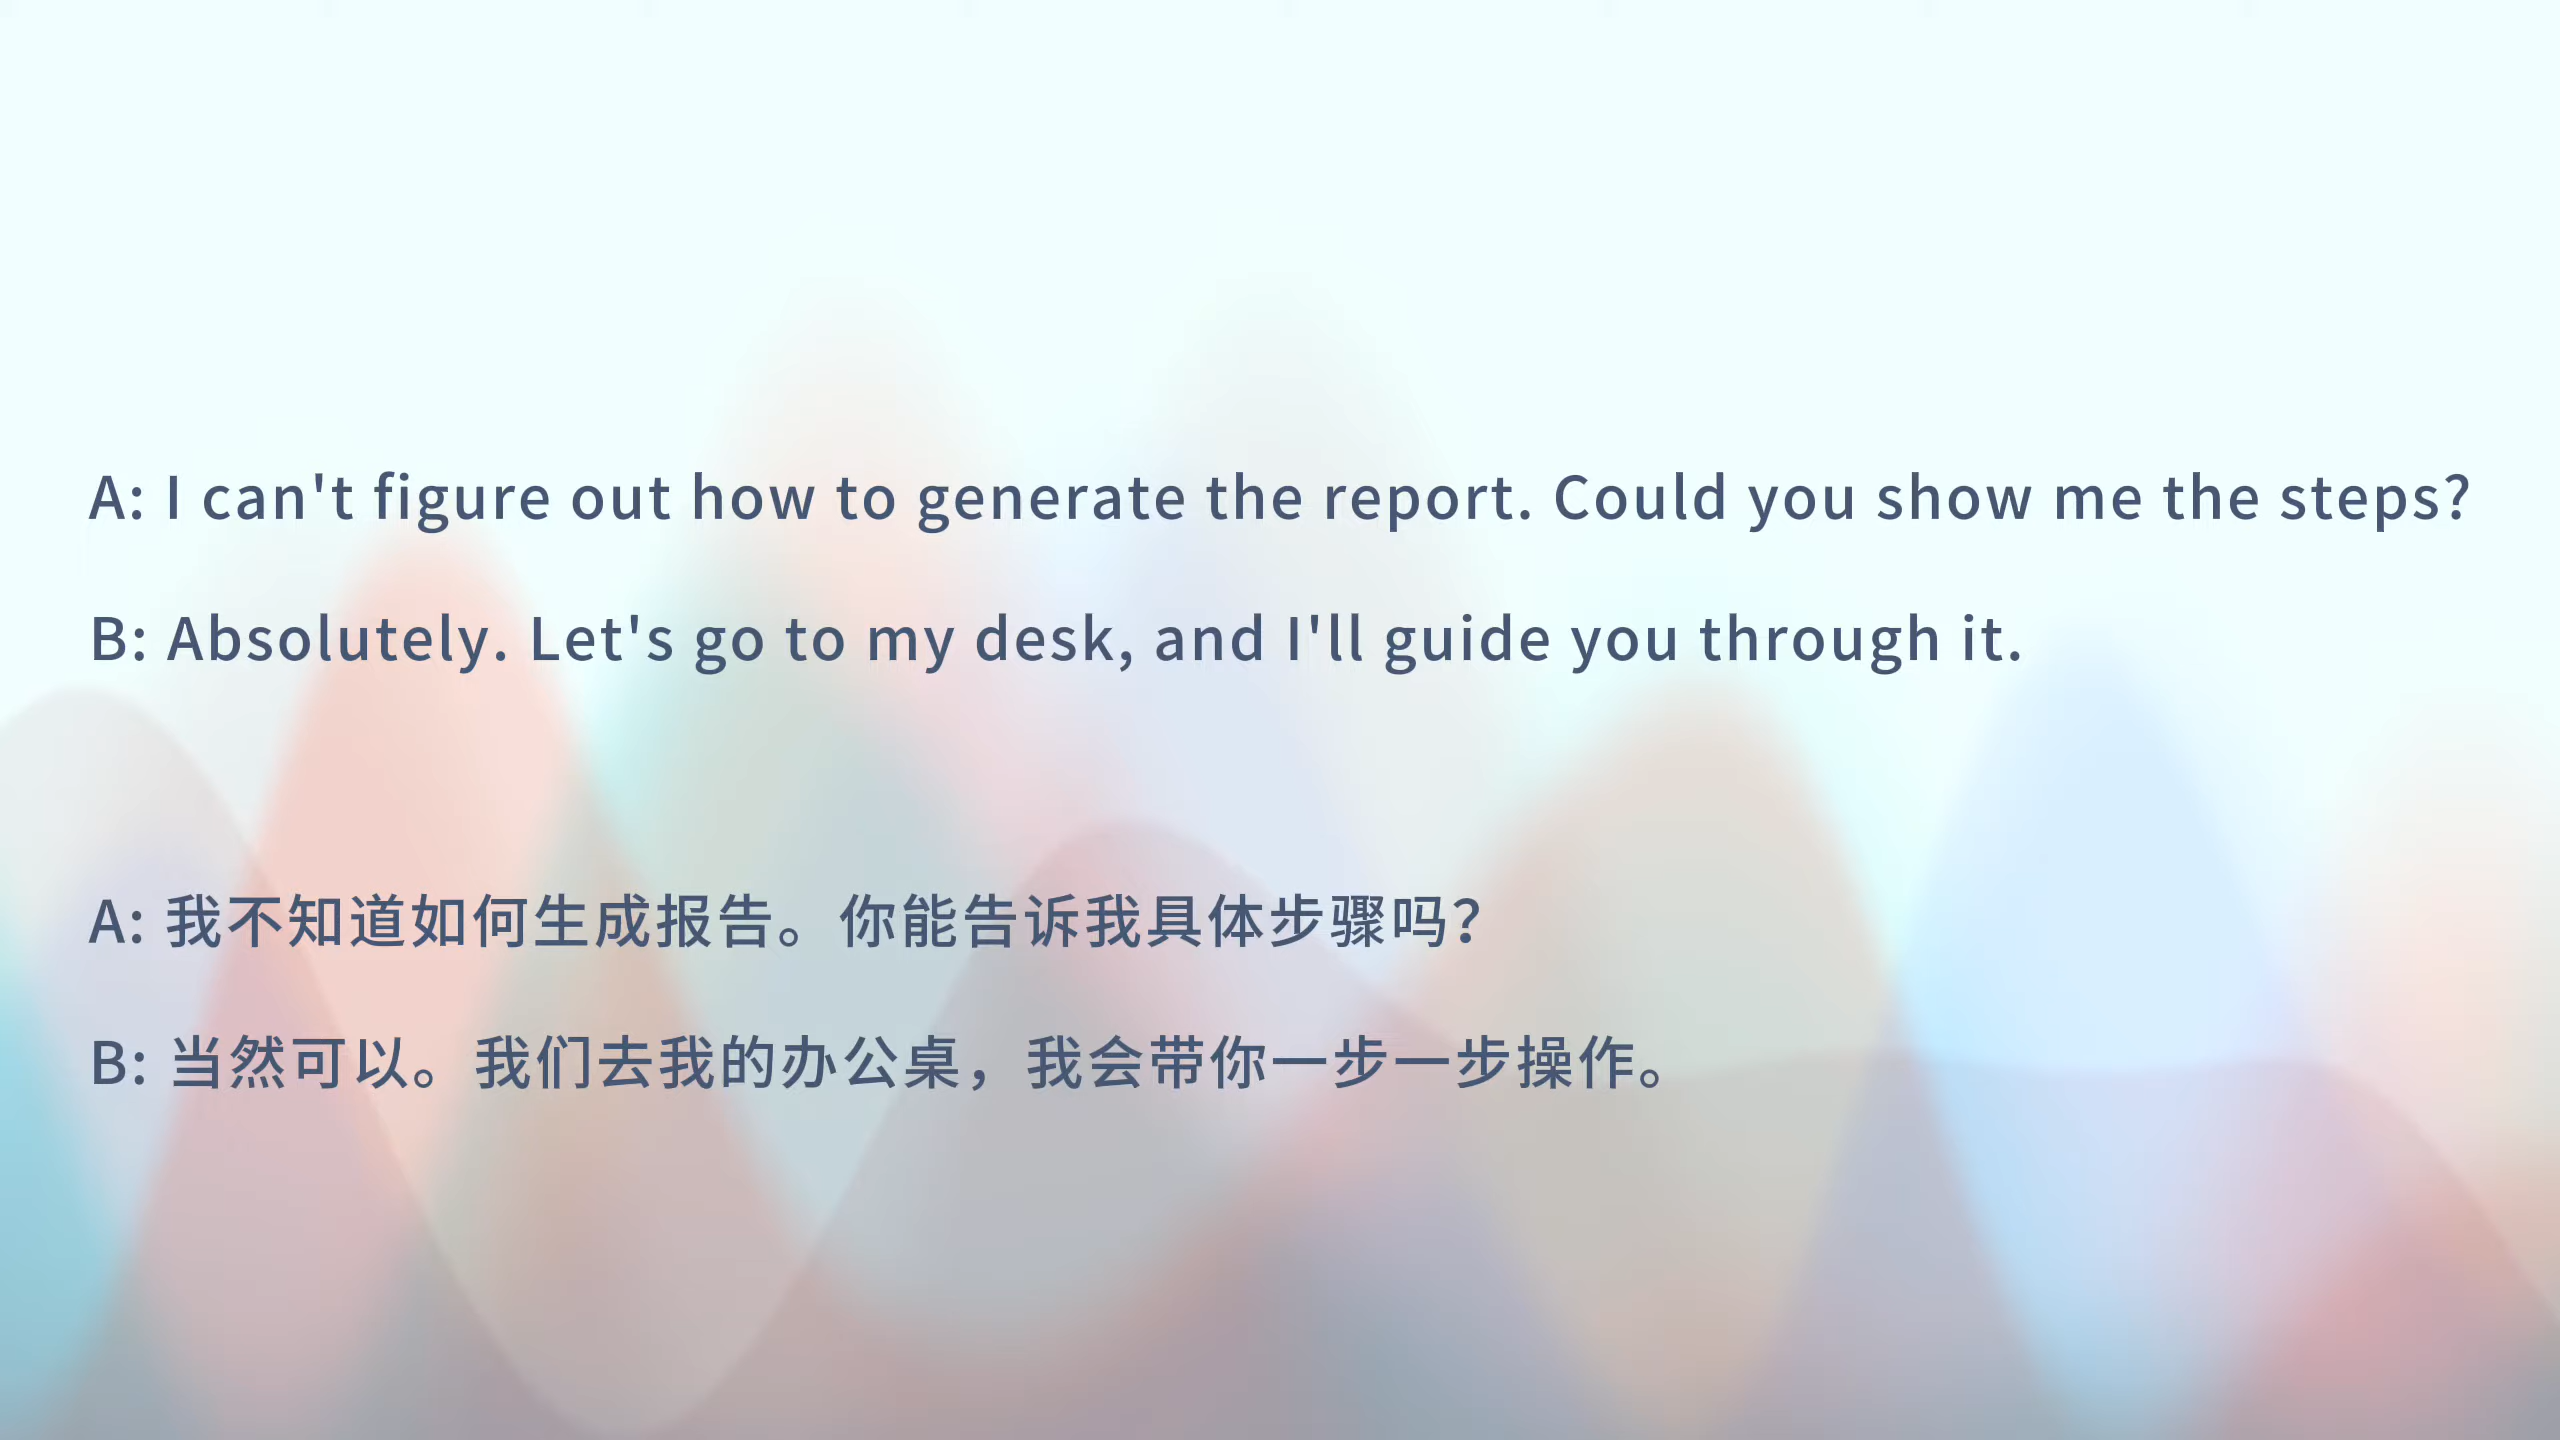 A: I can't figure out how to generate the report. Could you show me the steps?
B: Absolutely. Let's go to my desk, and I'll guide you through it.
A: 我不知道如何生成报告。你能告诉我具体步骤吗？
B: 当然可以。我们去我的办公桌，我会带你一步一步操作。